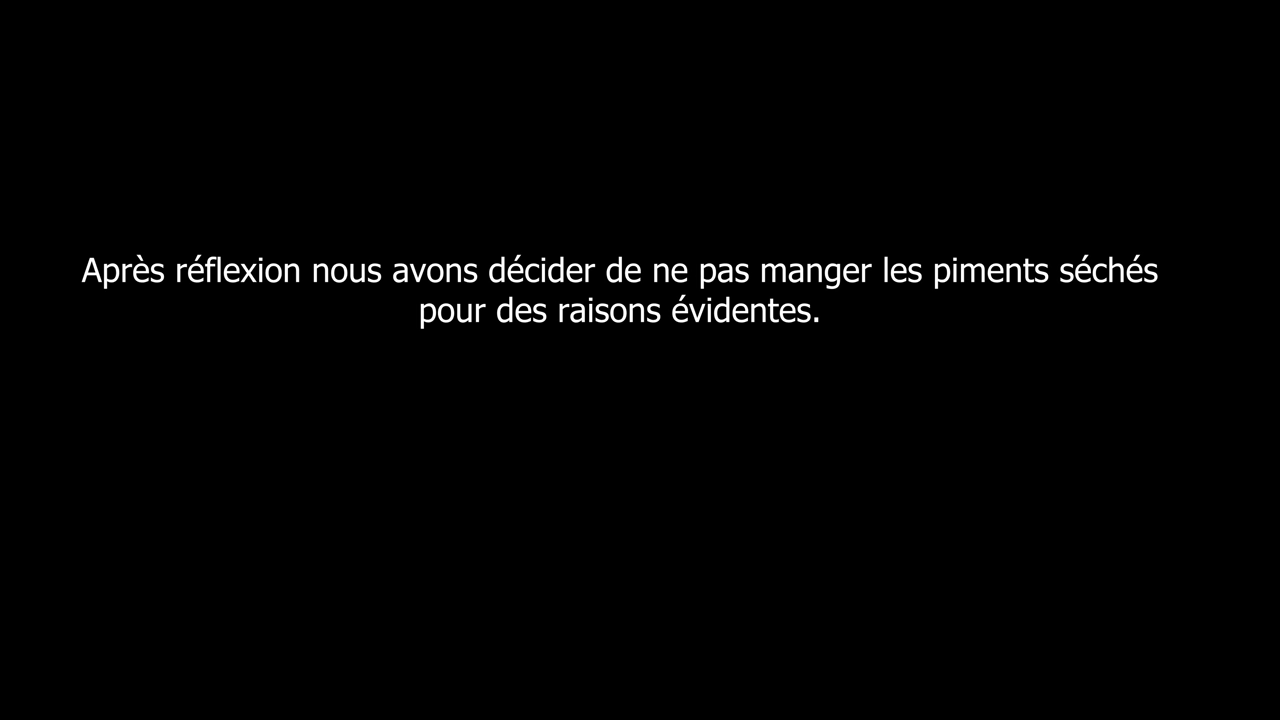 Après réflexion nous avons décider de ne pas manger les piments séchés
pour des raisons évidentes.